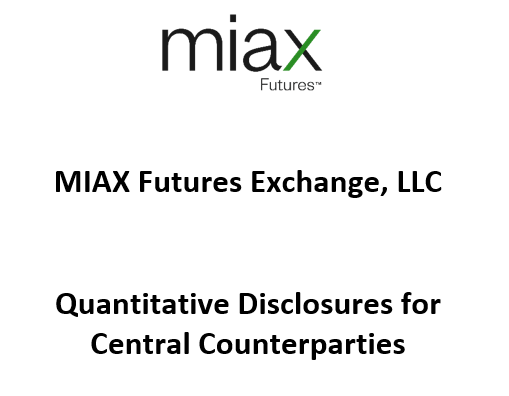 miax
Futures™
MIAX Futures Exchange, LLC
Quantitative Disclosures for
Central Counterparties